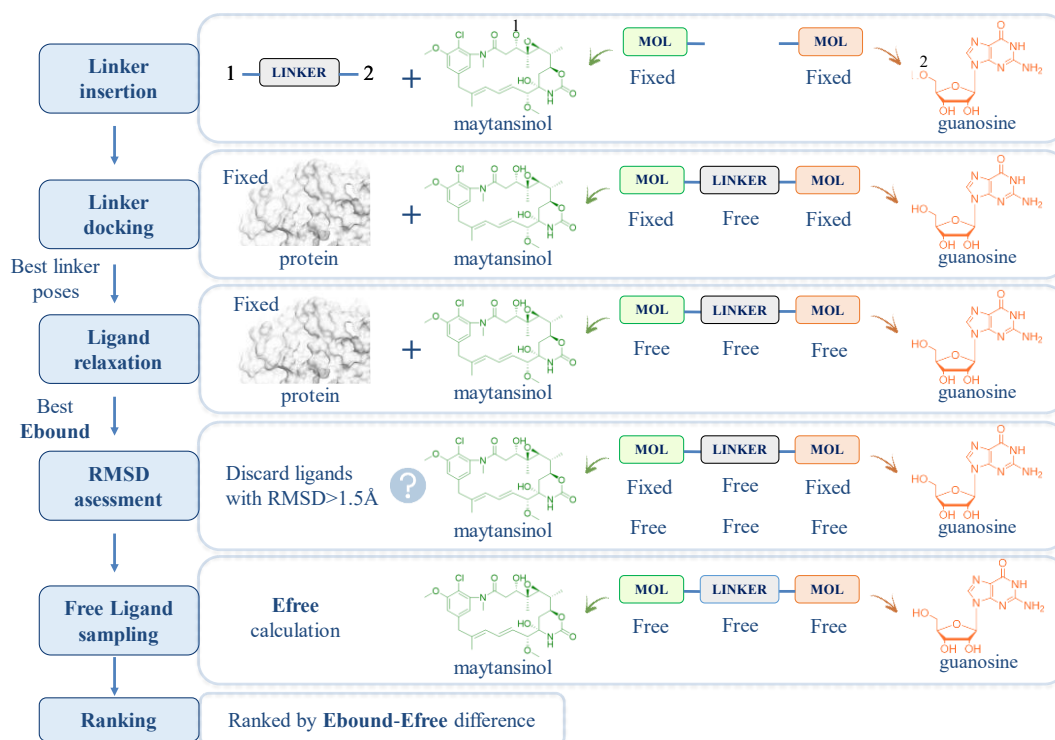 Linker
insertion
1
LINKER
2
+
1
maytansinol
MOL
MOL
Fixed
Fixed
2
guanosine
Linker
docking
Fixed
protein
+
maytansinol
MOL
LINKER
MOL
Fixed
Free
Fixed
guanosine
Best linker
poses
Ligand
relaxation
Fixed
protein
+
maytansinol
MOL
LINKER
MOL
Free
Free
Free
guanosine
Best
Ebound
RMSD
asessment
Discard ligands
with RMSD>1.5Å
?
maytansinol
MOL
LINKER
MOL
Fixed
Free
Fixed
Free
Free
Free
guanosine
Free Ligand
sampling
Efree
calculation
maytansinol
MOL
LINKER
MOL
Free
Free
Free
guanosine
Ranking
Ranked by Ebound-Efree difference